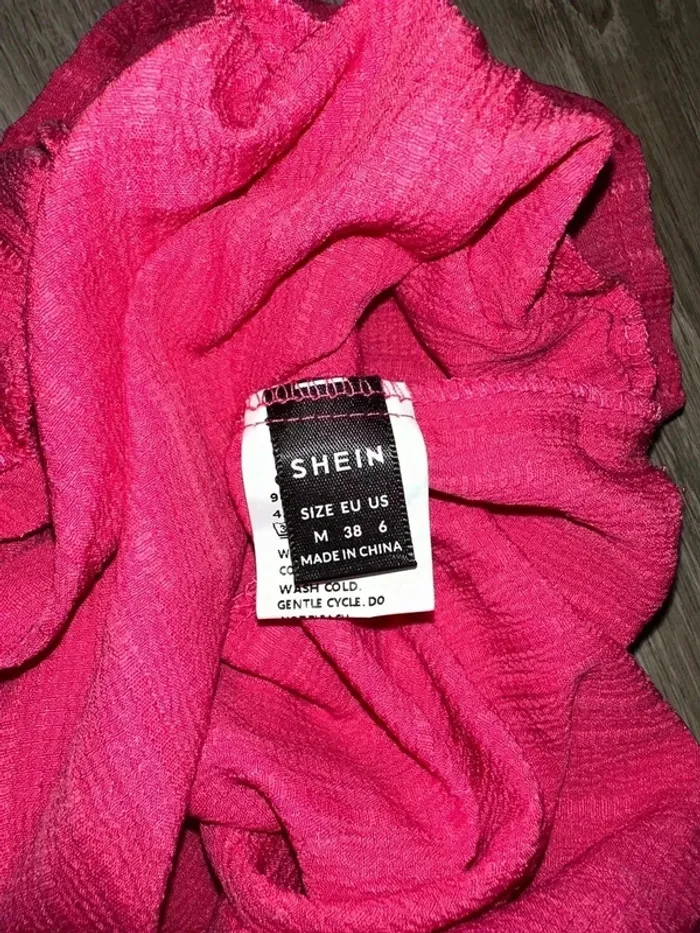 SHEIN
SIZE EU US
M 38 6
MADE IN CHINA
WASH COLD.
GENTLE CYCLE. DO